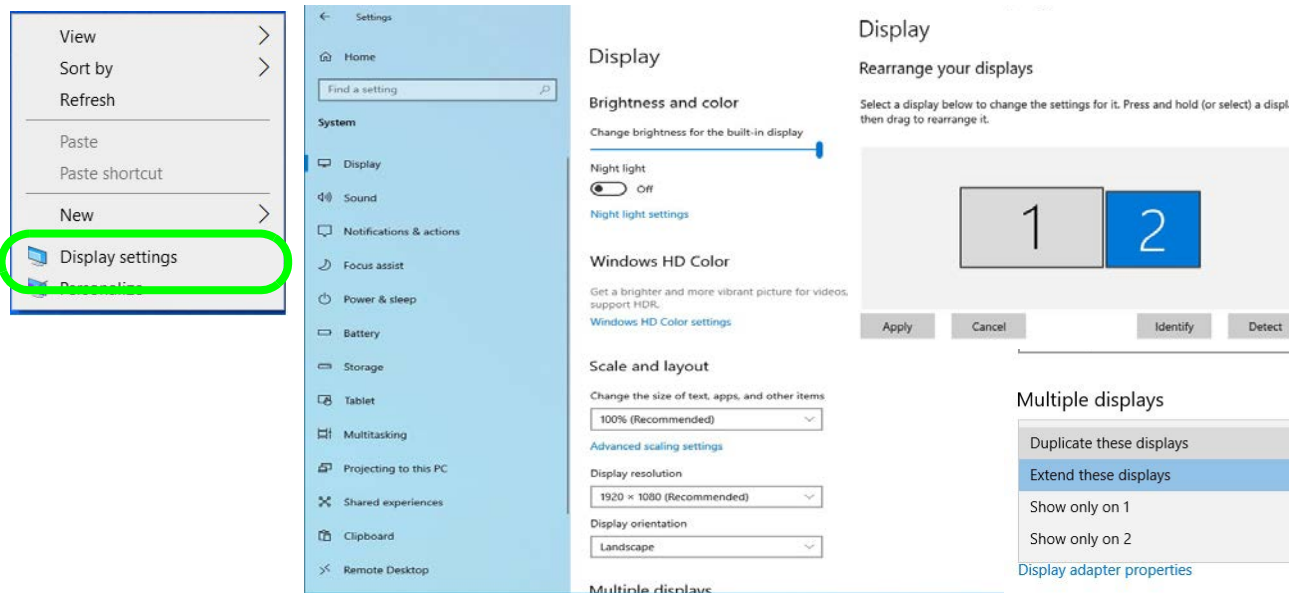 View
Sort by
Refresh
Paste
Paste shortcut
New
Display settings
Personalize
Settings
Home
Find a setting
System
Display
Sound
Notifications & actions
Focus assist
Power & sleep
Battery
Storage
Tablet
Multitasking
Projecting to this PC
Shared experiences
Clipboard
Remote Desktop
Display
Brightness and color
Change brightness for the built-in display
Night light
Off
Night light settings
Windows HD Color
Get a brighter and more vibrant picture for videos,
support HDR.
Windows HD Color settings
Scale and layout
Change the size of text, apps, and other items
100% (Recommended)
Advanced scaling settings
Display resolution
1920 × 1080 (Recommended)
Display orientation
Landscape
Multiple displays
Display
Rearrange your displays
Select a display below to change the settings for it. Press and hold (or select) a displ
then drag to rearrange it.
1
2
Apply Cancel Identify Detect
Multiple displays
Duplicate these displays
Extend these displays
Show only on 1
Show only on 2
Display adapter properties